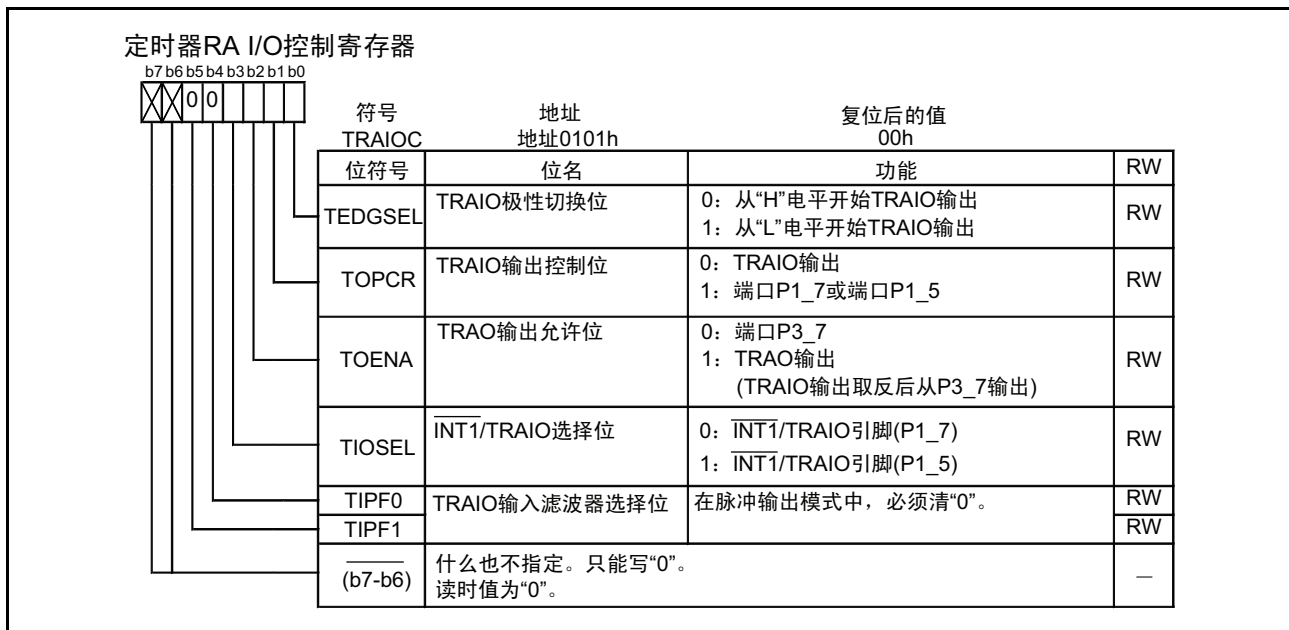 定时器RA I/O控制寄存器
b7 b6 b5 b4 b3 b2 b1 b0
0 0
符号 地址 复位后的值
TRAIOC 地址0101h 00h
位符号 位名 功能 RW
TEDGSEL TRAIO极性切换位 0：从“H”电平开始TRAIO输出 RW
1：从“L”电平开始TRAIO输出
TOPCR TRAIO输出控制位 0：TRAIO输出 RW
1：端口P1_7或端口P1_5
TOENA TRAO输出允许位 0：端口P3_7 RW
1：TRAO输出
(TRAIO输出取反后从P3_7输出)
TIOSEL INT1/TRAIO选择位 0：INT1/TRAIO引脚(P1_7) RW
1：INT1/TRAIO引脚(P1_5)
TIPF0 TRAIO输入滤波器选择位 在脉冲输出模式中，必须清“0”。 RW
TIPF1 RW
(b7-b6) 什么也不指定。只能写“0”。 —
读时值为“0”。